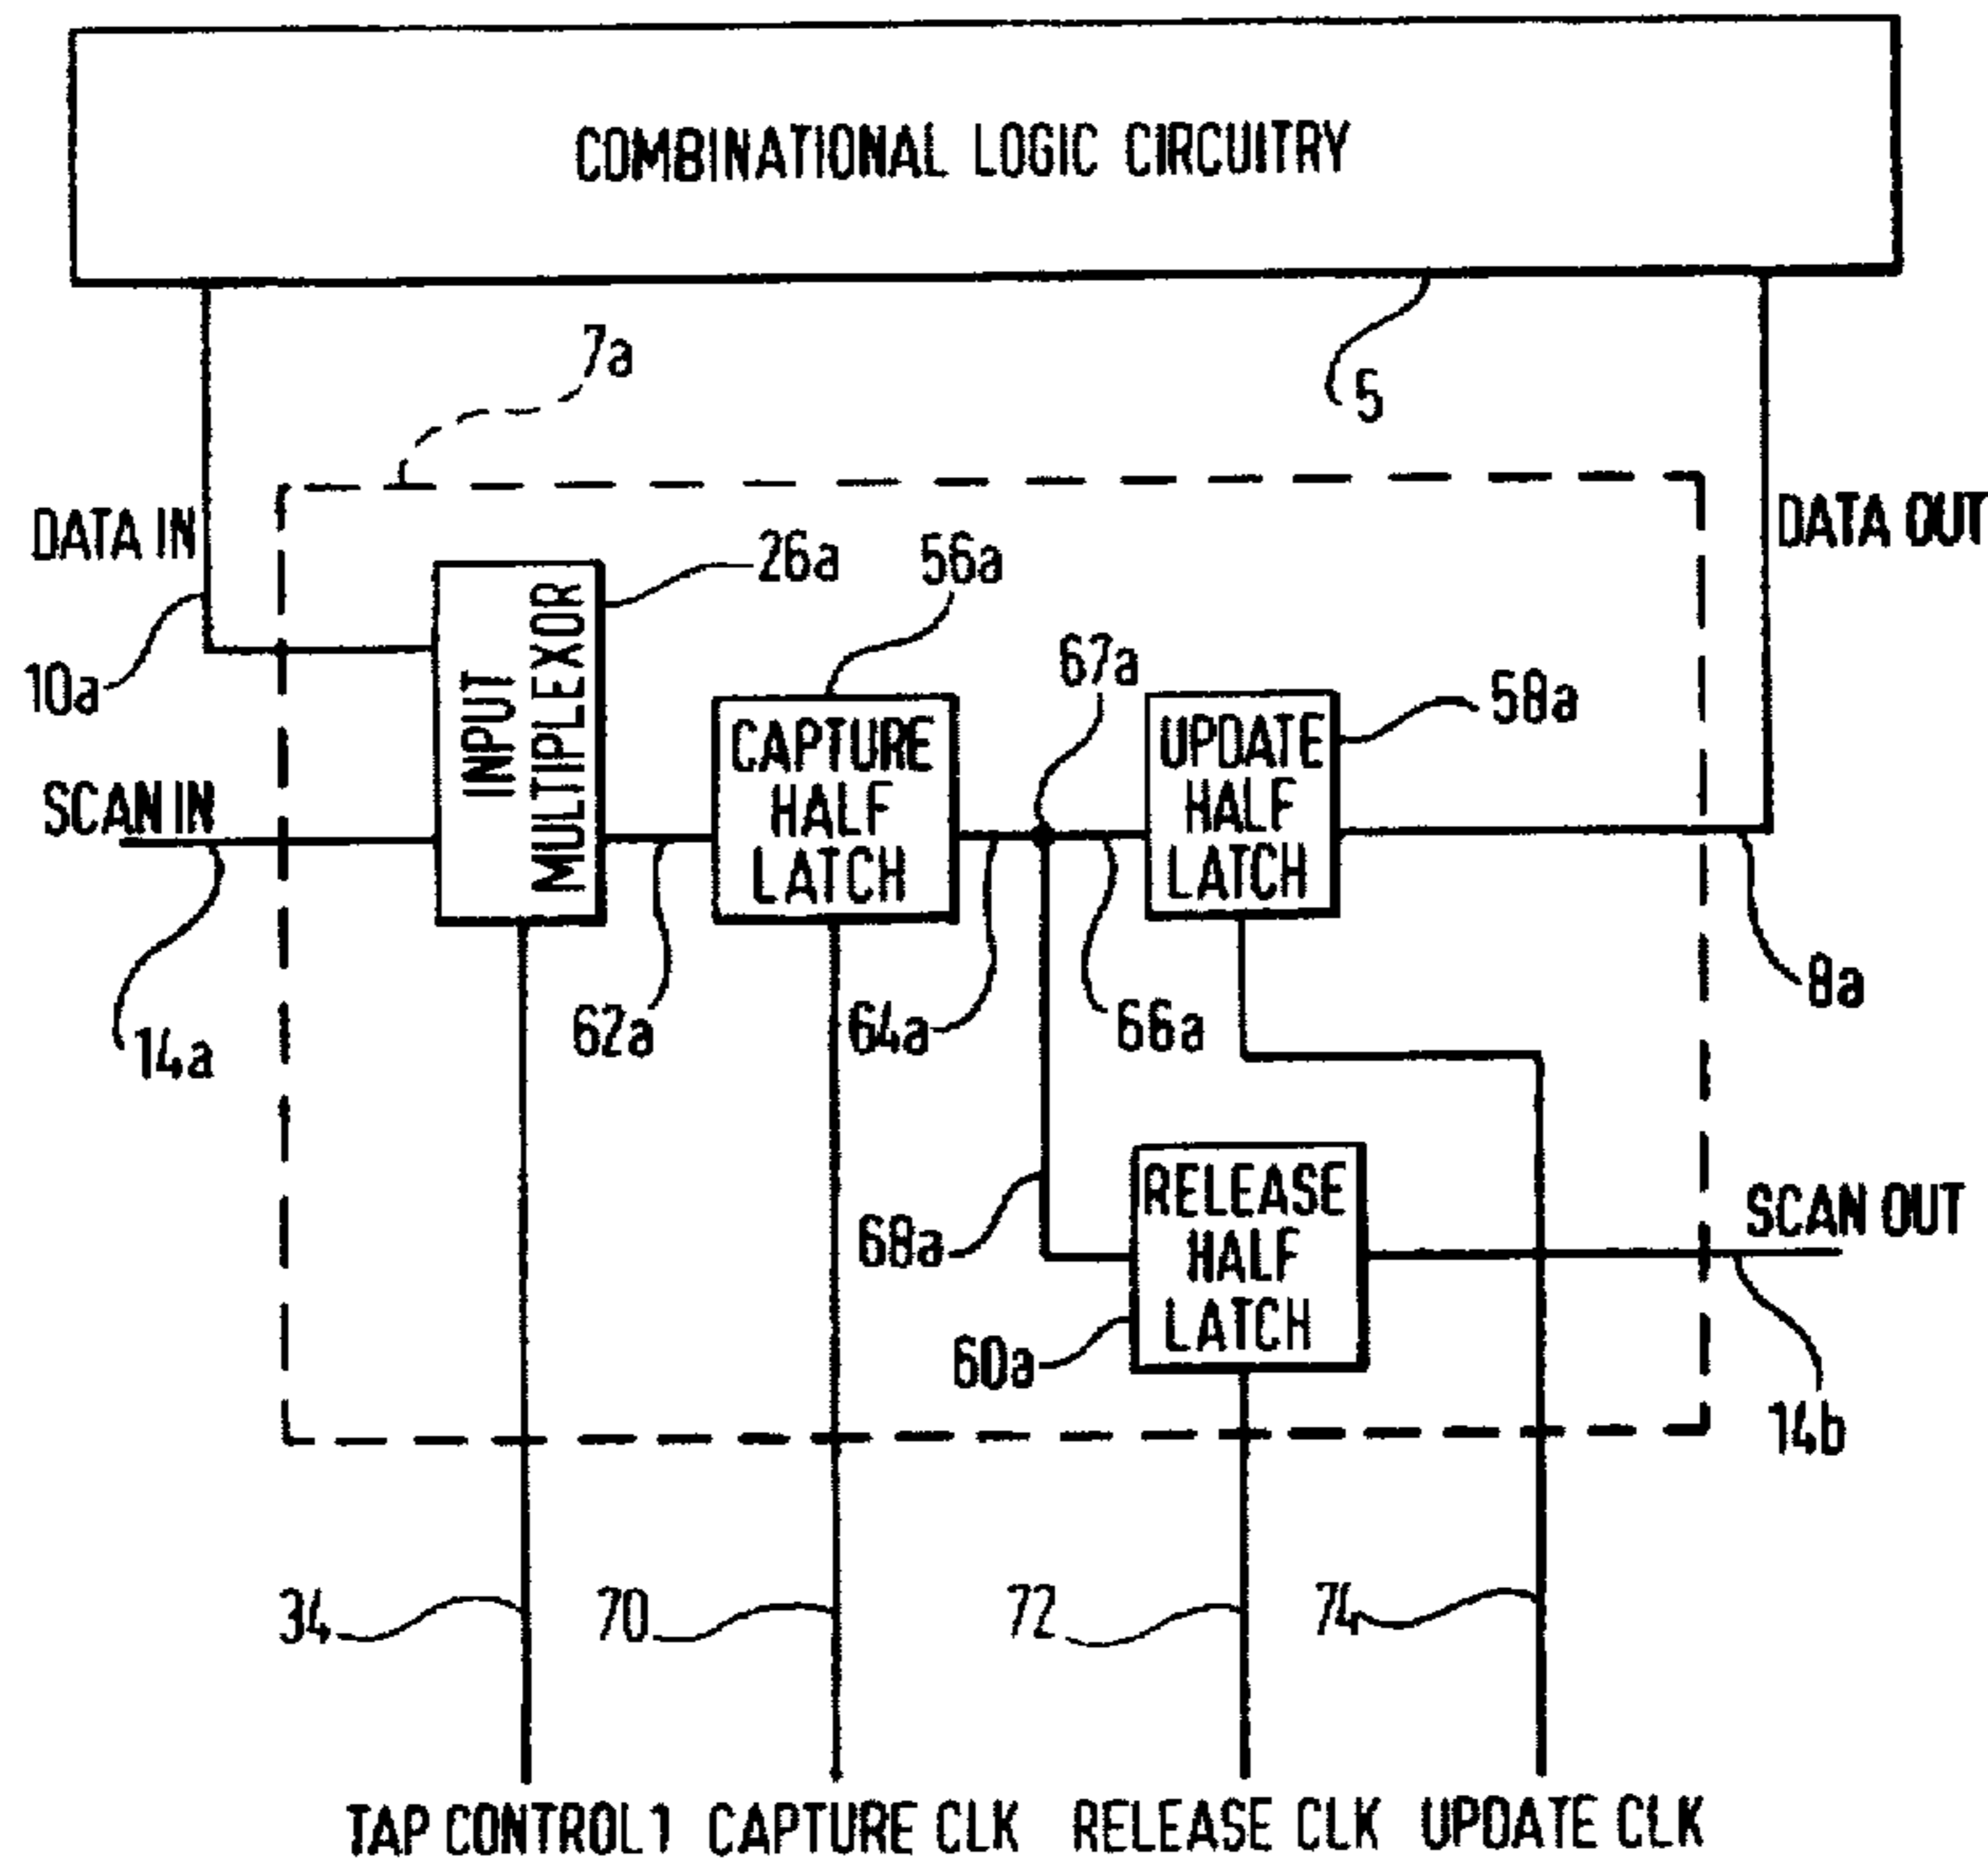 COMBINATIONAL LOGIC CIRCUITRY
7a
5
DATA IN
DATA OUT
26a
56a
10a
67a
58a
INPUT
MULTIPLEXOR
CAPTURE
HALF
LATCH
UPDATE
HALF
LATCH
SCAN IN
8a
14a
62a
64a
66a
RELEASE
HALF
LATCH
SCAN OUT
68a
60a
14b
34
70
72
74
TAP CONTROL1
CAPTURE CLK
RELEASE CLK
UPDATE CLK